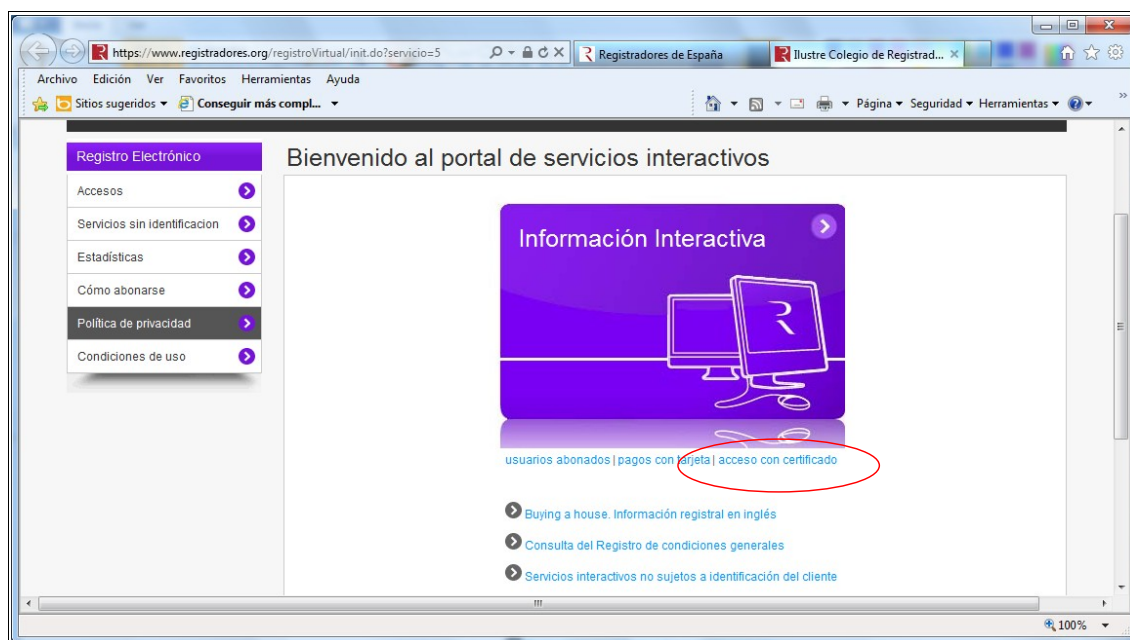 https://www.registradores.org/registroVirtual/init.do?servicio=5
Registradores de España
Ilustre Colegio de Registrad...
Archivo Edición Ver Favoritos Herramientas Ayuda
Sitios sugeridos Conseguir más compl...
Página Seguridad Herramientas
Registro Electrónico
Accesos
Servicios sin identificacion
Estadísticas
Cómo abonarse
Política de privacidad
Condiciones de uso
Bienvenido al portal de servicios interactivos
Información Interactiva
usuarios abonados | pagos con tarjeta | acceso con certificado
Buying a house. Información registral en inglés
Consulta del Registro de condiciones generales
Servicios interactivos no sujetos a identificación del cliente
100%